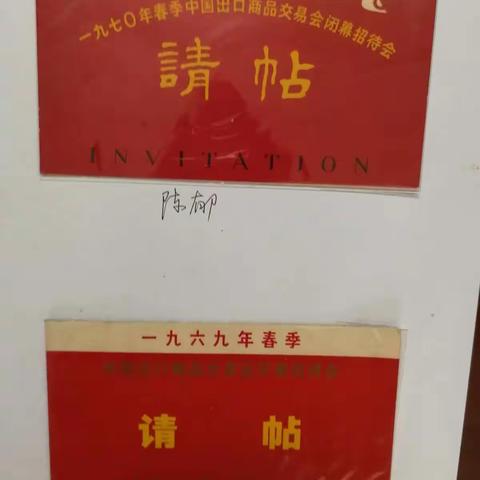 一九七〇年春季中国出口商品交易会闭幕招待会
請帖
INVITATION
陈郁
一九六九年春季
请帖